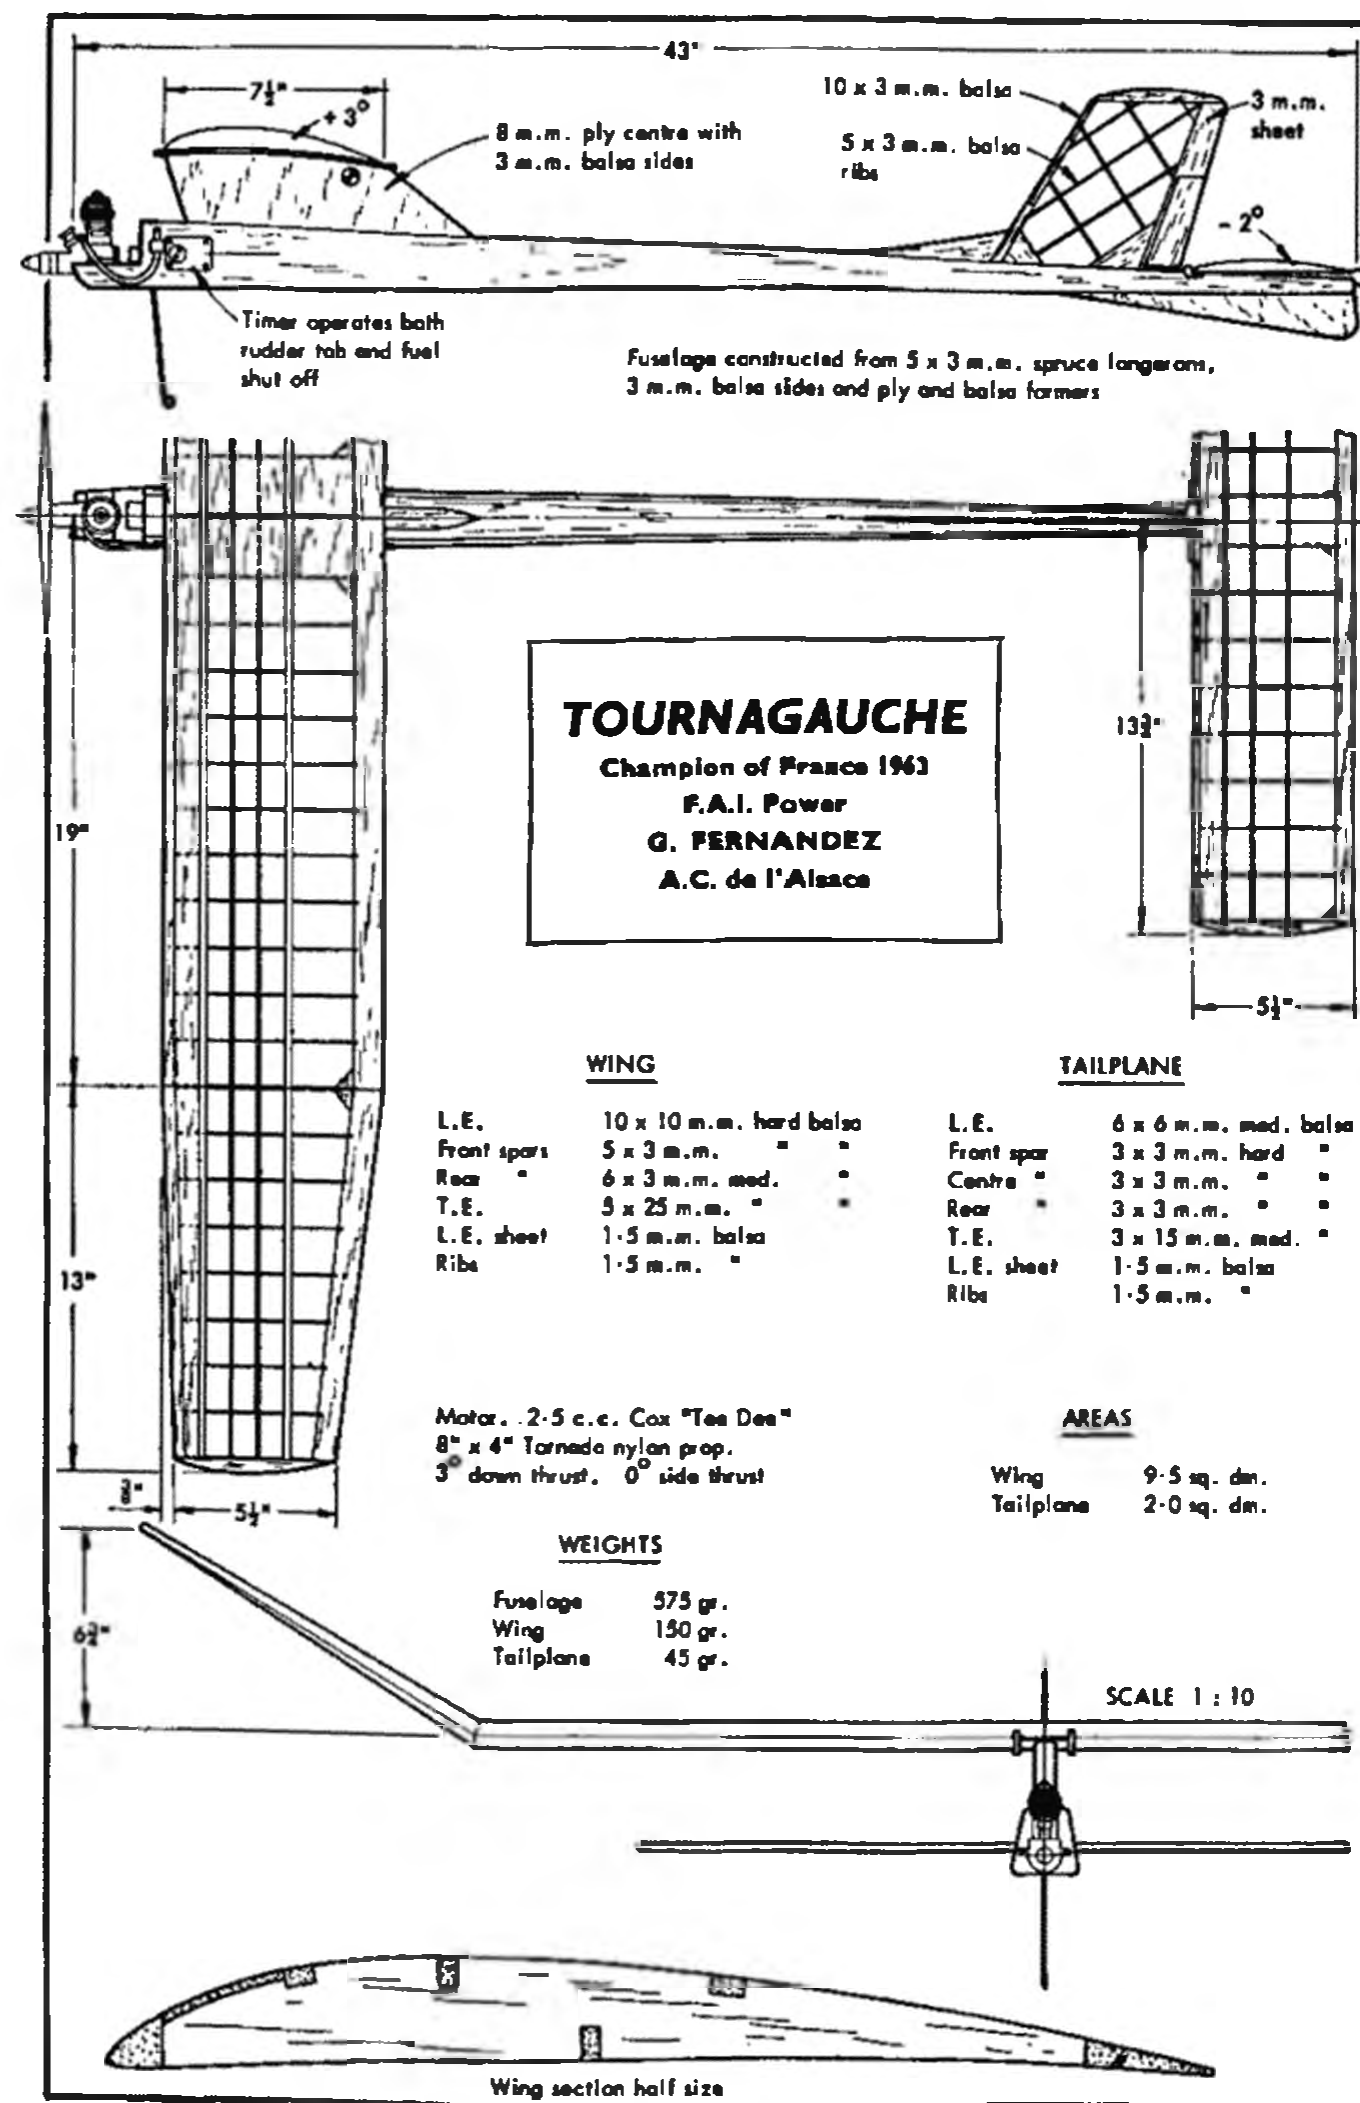 43"
7½"
+ 3°
8 m.m. ply centre with
3 m.m. balsa sides
10 x 3 m.m. balsa
5 x 3 m.m. balsa
ribs
3 m.m.
sheet
- 2°
Timer operates both
rudder tab and fuel
shut off
Fuselage constructed from 5 x 3 m.m. spruce longerons,
3 m.m. balsa sides and ply and balsa formers
TOURNAGAUCHE
Champion of France 1963
F.A.I. Power
G. FERNANDEZ
A.C. de l'Alsace
19"
13"
5½"
WING
L.E. 10 x 10 m.m. hard balsa
Front spars 5 x 3 m.m. " "
Rear " 6 x 3 m.m. med. "
T.E. 5 x 25 m.m. " "
L.E. sheet 1·5 m.m. balsa
Ribs 1·5 m.m. "
TAILPLANE
L.E. 6 x 6 m.m. med. balsa
Front spar 3 x 3 m.m. hard "
Centre " 3 x 3 m.m. " "
Rear " 3 x 3 m.m. " "
T.E. 3 x 15 m.m. med. "
L.E. sheet 1·5 m.m. balsa
Ribs 1·5 m.m. "
13"
Motor. 2·5 c.c. Cox "Tee Dee"
8" x 4" Tornado nylon prop.
3° down thrust. 0° side thrust
AREAS
Wing 9·5 sq. dm.
Tailplane 2·0 sq. dm.
5½"
WEIGHTS
Fuselage 575 gr.
Wing 150 gr.
Tailplane 45 gr.
SCALE 1 : 10
Wing section half size